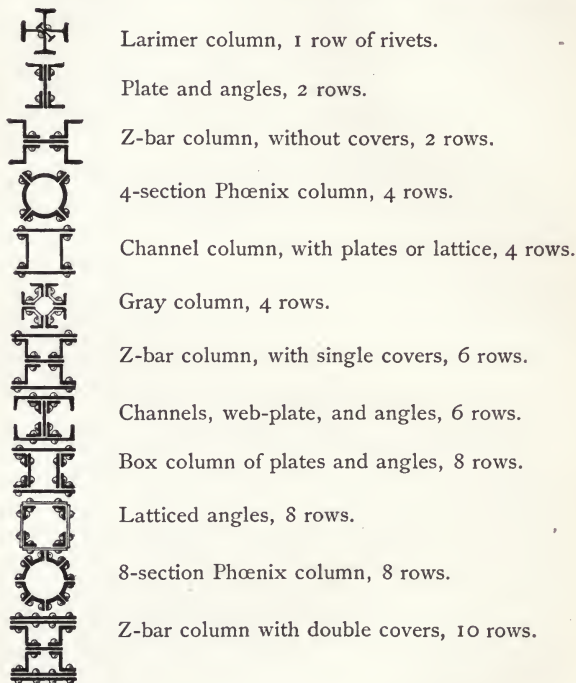 Larimer column, 1 row of rivets.
Plate and angles, 2 rows.
Z-bar column, without covers, 2 rows.
4-section Phœnix column, 4 rows.
Channel column, with plates or lattice, 4 rows.
Gray column, 4 rows.
Z-bar column, with single covers, 6 rows.
Channels, web-plate, and angles, 6 rows.
Box column of plates and angles, 8 rows.
Latticed angles, 8 rows.
8-section Phœnix column, 8 rows.
Z-bar column with double covers, 10 rows.